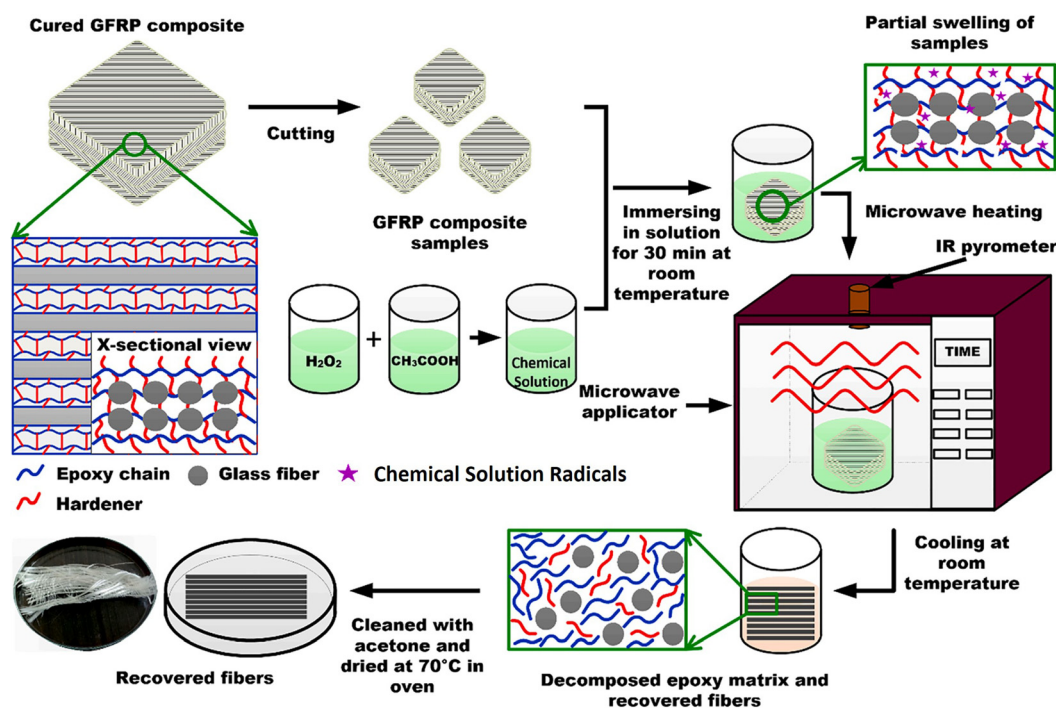 Cured GFRP composite
Cutting
GFRP composite
samples
Partial swelling of
samples
Immersing
in solution
for 30 min at
room
temperature
Microwave heating
IR pyrometer
X-sectional view
H₂O₂
+
CH₃COOH
Chemical
Solution
Microwave
applicator
TIME
Epoxy chain
Glass fiber
Chemical Solution Radicals
Hardener
Cooling at
room
temperature
Decomposed epoxy matrix and
recovered fibers
Cleaned with
acetone and
dried at 70°C in
oven
Recovered fibers